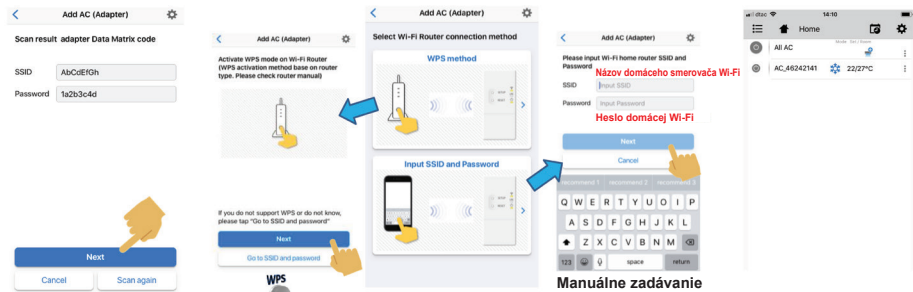 Add AC (Adapter)
Scan result adapter Data Matrix code
SSID
AbCdEfGh
Password
1a2b3c4d
Next
Cancel
Scan again
Add AC (Adapter)
Activate WPS mode on Wi-Fi Router
(WPS activation method base on router
type. Please check router manual)
If you do not support WPS or do not know,
please tap "Go to SSID and password"
Next
Go to SSID and password
WPS
Add AC (Adapter)
Select Wi-Fi Router connection method
WPS method
Input SSID and Password
Add AC (Adapter)
Please input Wi-Fi home router SSID and
Password
Názov domáceho smerovača Wi-Fi
SSID
Input SSID
Password
Input Password
Heslo domácej Wi-Fi
Next
Cancel
recommend 1 recommend 2 recommend 3
Q W E R T Y U O I P
A S D F G H J K L
Z X C V B N M
123 space return
Manuálne zadávanie
dtac 14:10
Home
All AC
AC_46242141 22/27°C